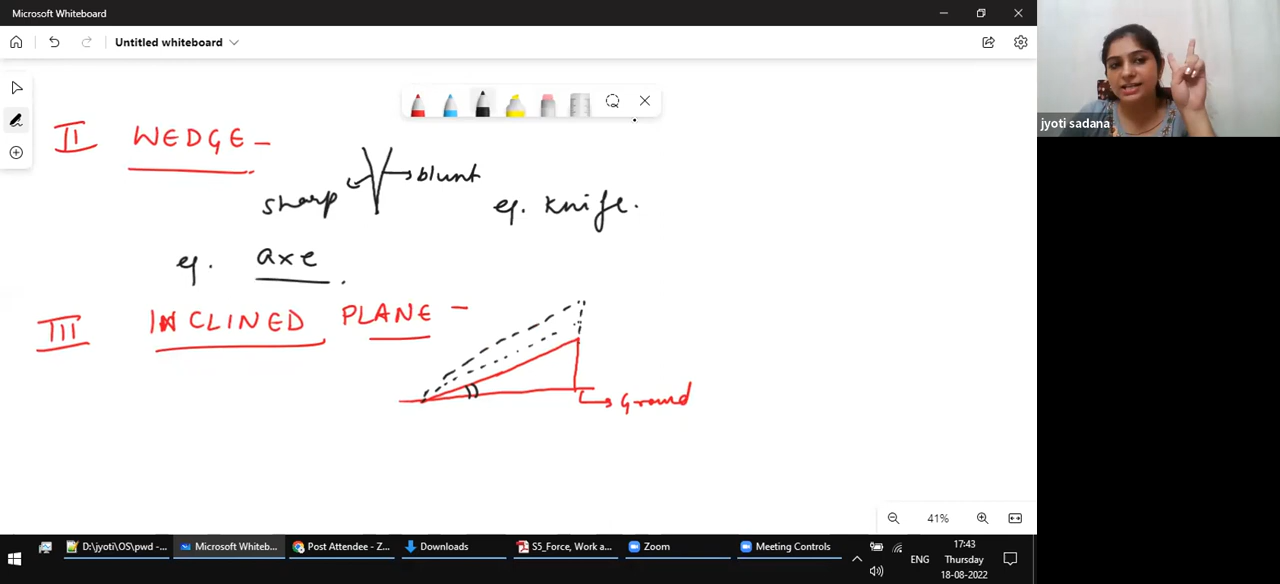 Microsoft Whiteboard
Untitled whiteboard
jyoti sadana
II WEDGE -
sharp
blunt
eg. knife.
eg. axe.
III INCLINED PLANE -
Ground
41%
D:\jyoti\OS\pwd -...
Microsoft Whiteb...
Post Attendee - Z...
Downloads
S5_Force, Work a...
Zoom
Meeting Controls
ENG
17:43
Thursday
18-08-2022